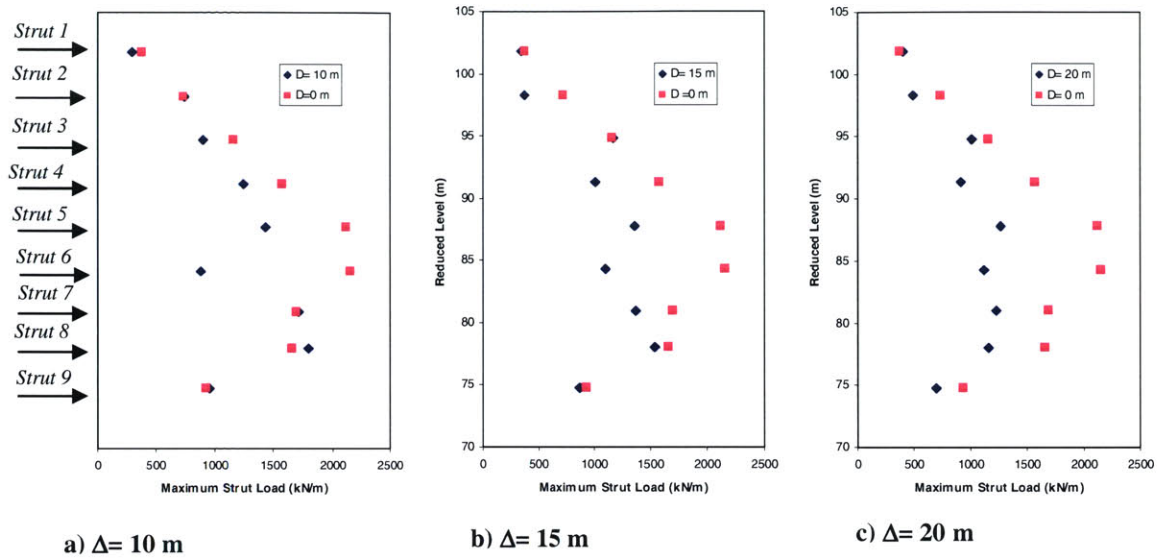 Strut 1
Strut 2
Strut 3
Strut 4
Strut 5
Strut 6
Strut 7
Strut 8
Strut 9
D= 10 m
D=0 m
0 500 1000 1500 2000 2500
Maximum Strut Load (kN/m)
a) Δ= 10 m
105
100
95
90
85
80
75
70
Reduced Level (m)
D= 15 m
D=0 m
0 500 1000 1500 2000 2500
Maximum Strut Load (kN/m)
b) Δ= 15 m
105
100
95
90
85
80
75
70
Reduced Level (m)
D= 20 m
D= 0 m
0 500 1000 1500 2000 2500
Maximum Strut Load (kN/m)
c) Δ= 20 m